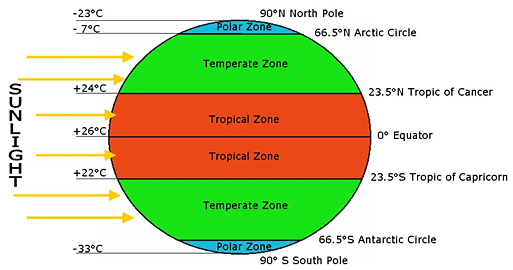 -23°C
90°N North Pole
-7°C
Polar Zone
66.5°N Arctic Circle
Temperate Zone
+24°C
23.5°N Tropic of Cancer
SUNLIGHT
Tropical Zone
+26°C
0° Equator
Tropical Zone
+22°C
23.5°S Tropic of Capricorn
Temperate Zone
66.5°S Antarctic Circle
Polar Zone
-33°C
90° S South Pole